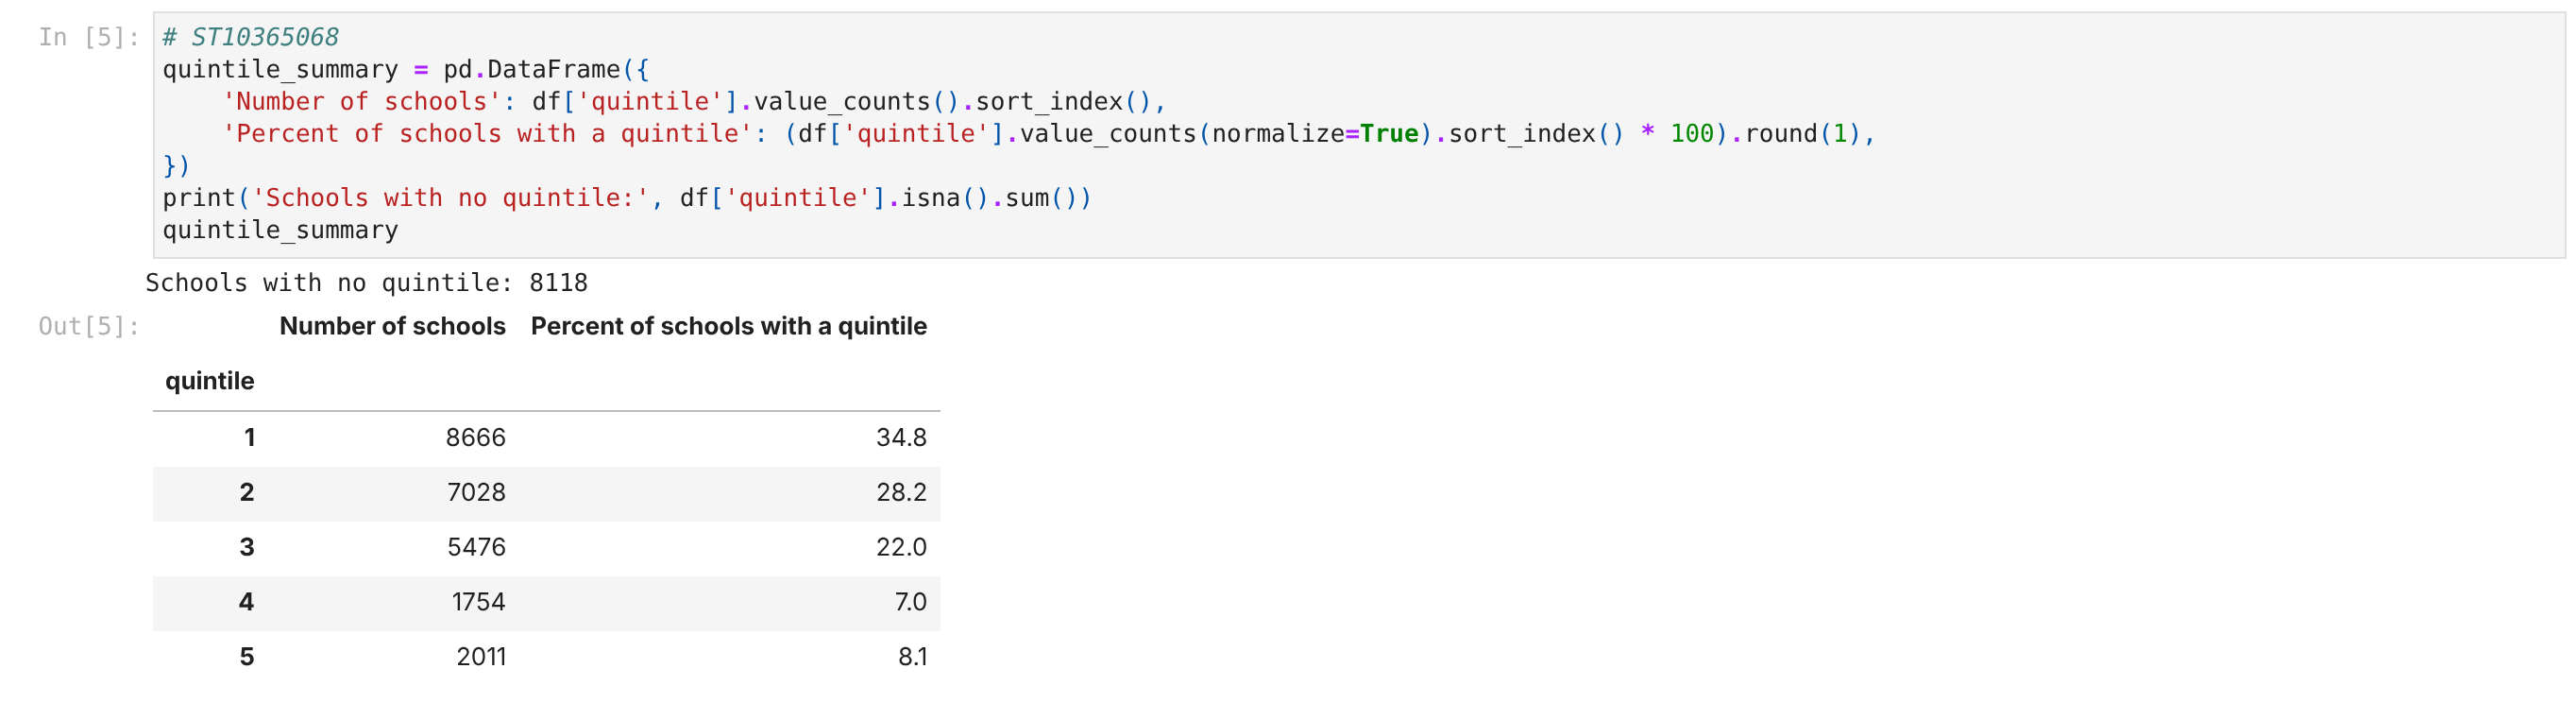 In [5]:
# ST10365068
quintile_summary = pd.DataFrame({
    'Number of schools': df['quintile'].value_counts().sort_index(),
    'Percent of schools with a quintile': (df['quintile'].value_counts(normalize=True).sort_index() * 100).round(1),
})
print('Schools with no quintile:', df['quintile'].isna().sum())
quintile_summary
Schools with no quintile: 8118
Out[5]:
Number of schools Percent of schools with a quintile
quintile
1 8666 34.8
2 7028 28.2
3 5476 22.0
4 1754 7.0
5 2011 8.1